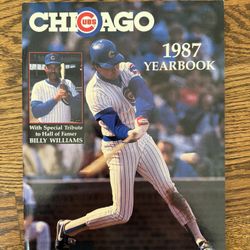 CHICAGO
CUBS
1987
YEARBOOK
With Special Tribute
to Hall of Famer
BILLY WILLIAMS